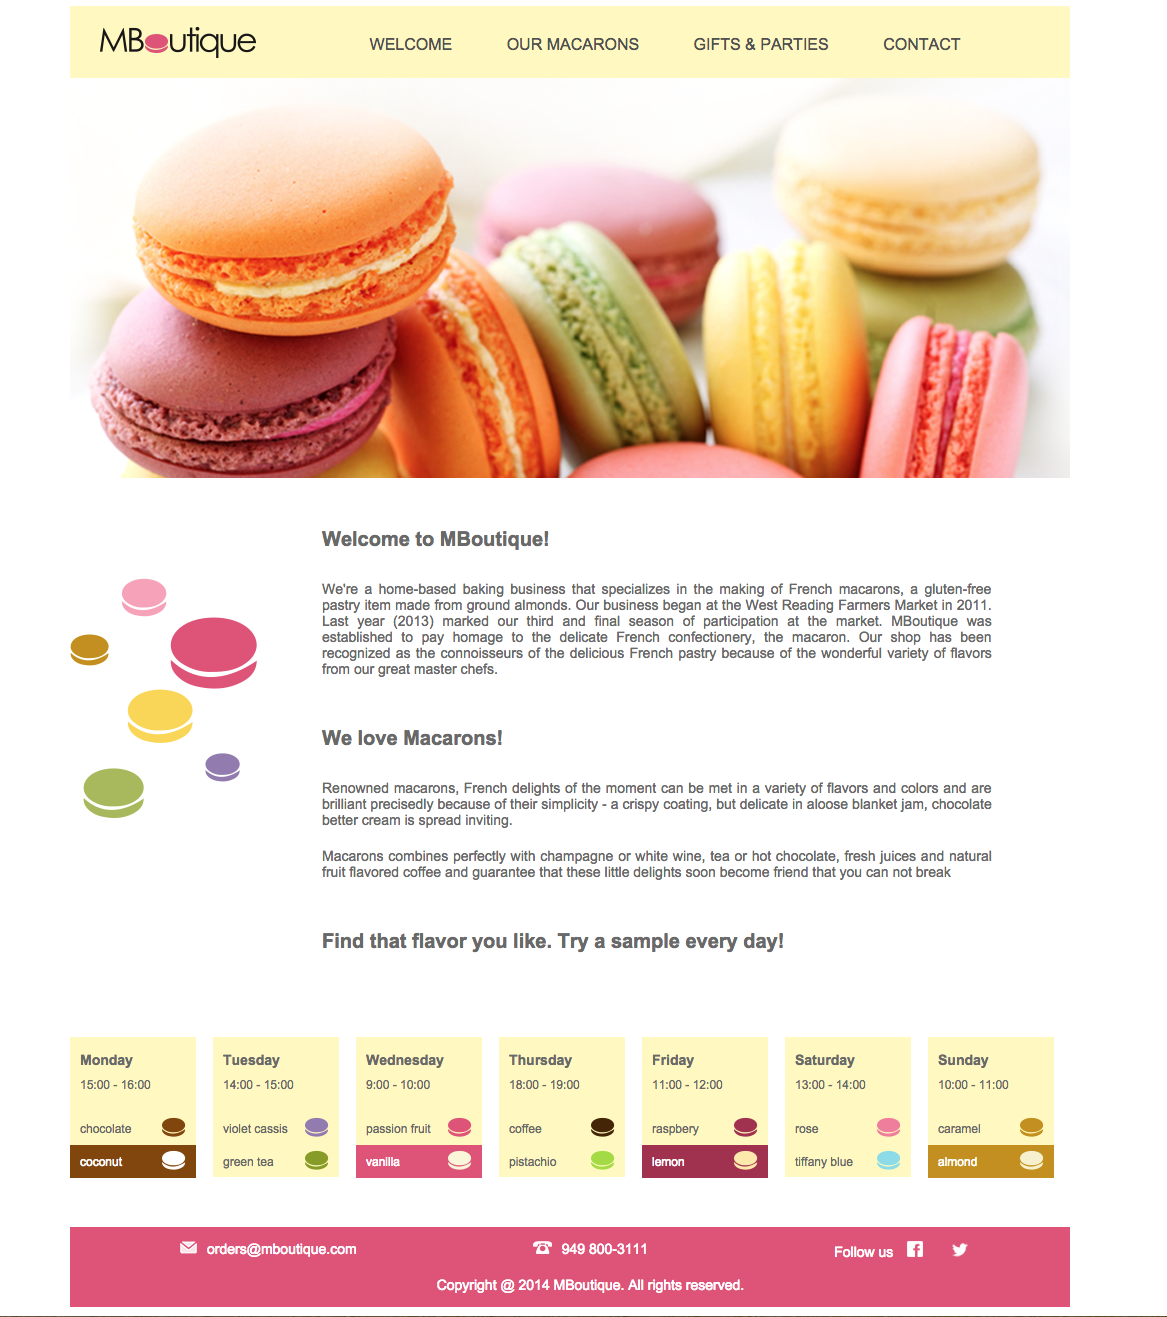 MBoutique
WELCOME OUR MACARONS GIFTS & PARTIES CONTACT
Welcome to MBoutique!
We're a home-based baking business that specializes in the making of French macarons, a gluten-free
pastry item made from ground almonds. Our business began at the West Reading Farmers Market in 2011.
Last year (2013) marked our third and final season of participation at the market. MBoutique was
established to pay homage to the delicate French confectionery, the macaron. Our shop has been
recognized as the connoisseurs of the delicious French pastry because of the wonderful variety of flavors
from our great master chefs.
We love Macarons!
Renowned macarons, French delights of the moment can be met in a variety of flavors and colors and are
brilliant precisedly because of their simplicity - a crispy coating, but delicate in aloose blanket jam, chocolate
better cream is spread inviting.
Macarons combines perfectly with champagne or white wine, tea or hot chocolate, fresh juices and natural
fruit flavored coffee and guarantee that these little delights soon become friend that you can not break
Find that flavor you like. Try a sample every day!
Monday
15:00 - 16:00
chocolate
coconut
Tuesday
14:00 - 15:00
violet cassis
green tea
Wednesday
9:00 - 10:00
passion fruit
vanilla
Thursday
18:00 - 19:00
coffee
pistachio
Friday
11:00 - 12:00
raspbery
lemon
Saturday
13:00 - 14:00
rose
tiffany blue
Sunday
10:00 - 11:00
caramel
almond
orders@mboutique.com 949 800-3111 Follow us
Copyright @ 2014 MBoutique. All rights reserved.